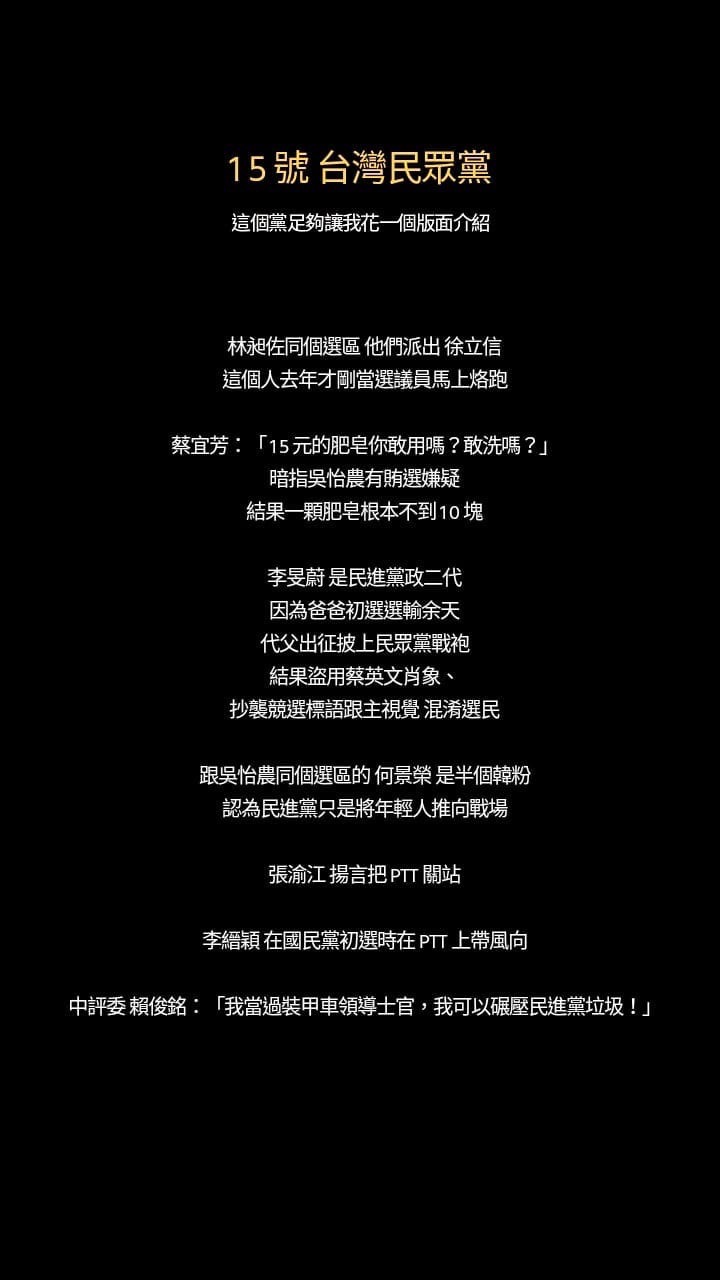 15號 台灣民眾黨
這個黨足夠讓我花一個版面介紹
林昶佐同個選區 他們派出 徐立信
這個人去年才剛當選議員馬上烙跑
蔡宜芳：「15元的肥皂你敢用嗎？敢洗嗎？」
暗指吳怡農有賄選嫌疑
結果一顆肥皂根本不到10塊
李旻蔚 是民進黨政二代
因為爸爸初選選輸余天
代父出征披上民眾黨戰袍
結果盜用蔡英文肖象、
抄襲競選標語跟主視覺 混淆選民
跟吳怡農同個選區的 何景榮 是半個韓粉
認為民進黨只是將年輕人推向戰場
張渝江 揚言把 PTT 關站
李縉穎 在國民黨初選時在 PTT 上帶風向
中評委 賴俊銘：「我當過裝甲車領導士官，我可以碾壓民進黨垃圾！」